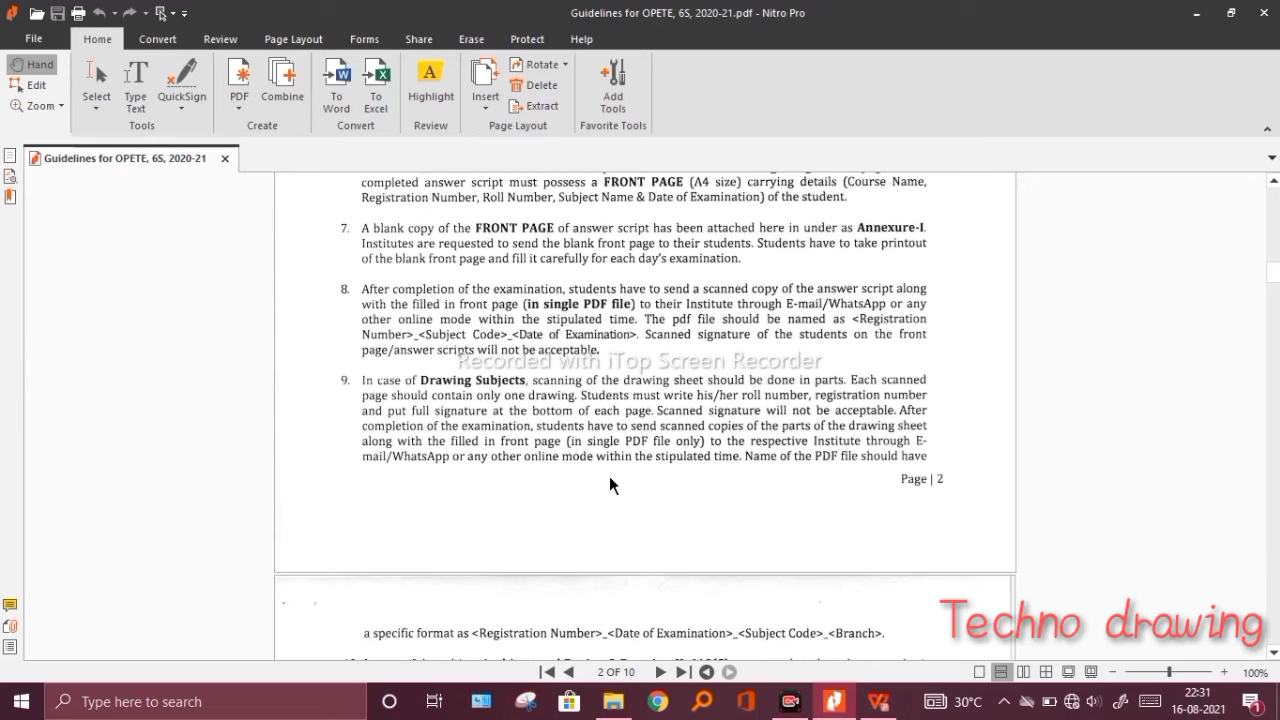 Guidelines for OPETE, 6S, 2020-21.pdf - Nitro Pro
File Home Convert Review Page Layout Forms Share Erase Protect Help
Hand
Edit
Zoom
Select
Type Text
QuickSign
Tools
PDF
Combine
Create
To Word
To Excel
Convert
Highlight
Review
Insert
Rotate
Delete
Extract
Page Layout
Add Tools
Favorite Tools
Guidelines for OPETE, 6S, 2020-21
completed answer script must possess a FRONT PAGE (A4 size) carrying details (Course Name,
Registration Number, Roll Number, Subject Name & Date of Examination) of the student.
7. A blank copy of the FRONT PAGE of answer script has been attached here in under as Annexure-I.
Institutes are requested to send the blank front page to their students. Students have to take printout
of the blank front page and fill it carefully for each day's examination.
8. After completion of the examination, students have to send a scanned copy of the answer script along
with the filled in front page (in single PDF file) to their Institute through E-mail/WhatsApp or any
other online mode within the stipulated time. The pdf file should be named as <Registration
Number>_<Subject Code>_<Date of Examination>. Scanned signature of the students on the front
page/answer scripts will not be acceptable.
Recorded with iTop Screen Recorder
9. In case of Drawing Subjects, scanning of the drawing sheet should be done in parts. Each scanned
page should contain only one drawing. Students must write his/her roll number, registration number
and put full signature at the bottom of each page. Scanned signature will not be acceptable. After
completion of the examination, students have to send scanned copies of the parts of the drawing sheet
along with the filled in front page (in single PDF file only) to the respective Institute through E-
mail/WhatsApp or any other online mode within the stipulated time. Name of the PDF file should have
Page | 2
a specific format as <Registration Number>_<Date of Examination>_<Subject Code>_<Branch>.
Techno drawing
2 OF 10
100%
Type here to search
30°C
22:31
16-08-2021
1